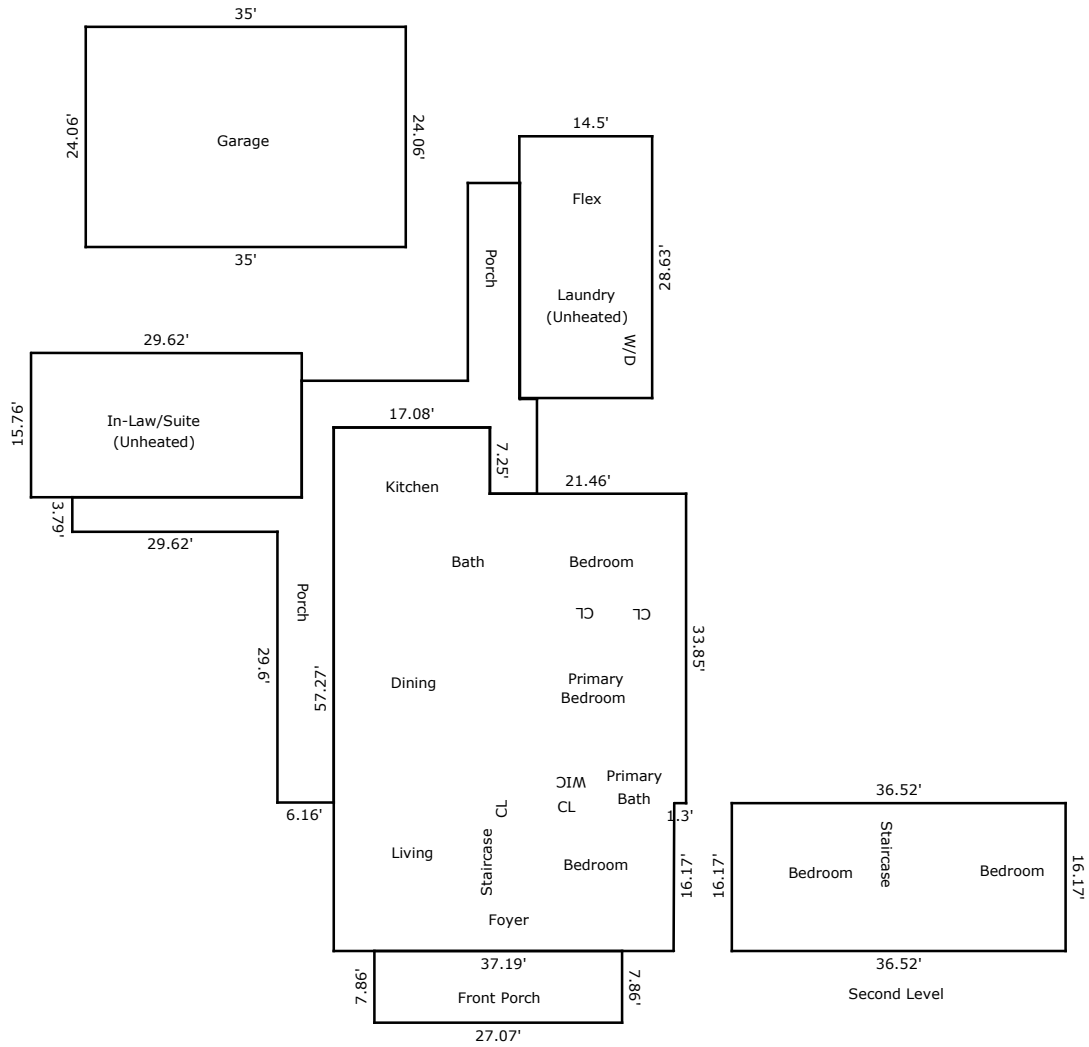 35'
24.06'
Garage
24.06'
35'
14.5'
Flex
Porch
28.63'
Laundry
(Unheated)
W/D
29.62'
15.76'
In-Law/Suite
(Unheated)
3.79'
29.62'
17.08'
7.25'
21.46'
Kitchen
Bath
Bedroom
CL
CL
Porch
29.6'
57.27'
Dining
Primary
Bedroom
33.85'
WIC
Primary
Bath
CL
CL
6.16'
1.3'
Living
Staircase
Bedroom
16.17'
Foyer
37.19'
7.86'
Front Porch
7.86'
27.07'
36.52'
16.17'
Bedroom
Staircase
Bedroom
16.17'
36.52'
Second Level